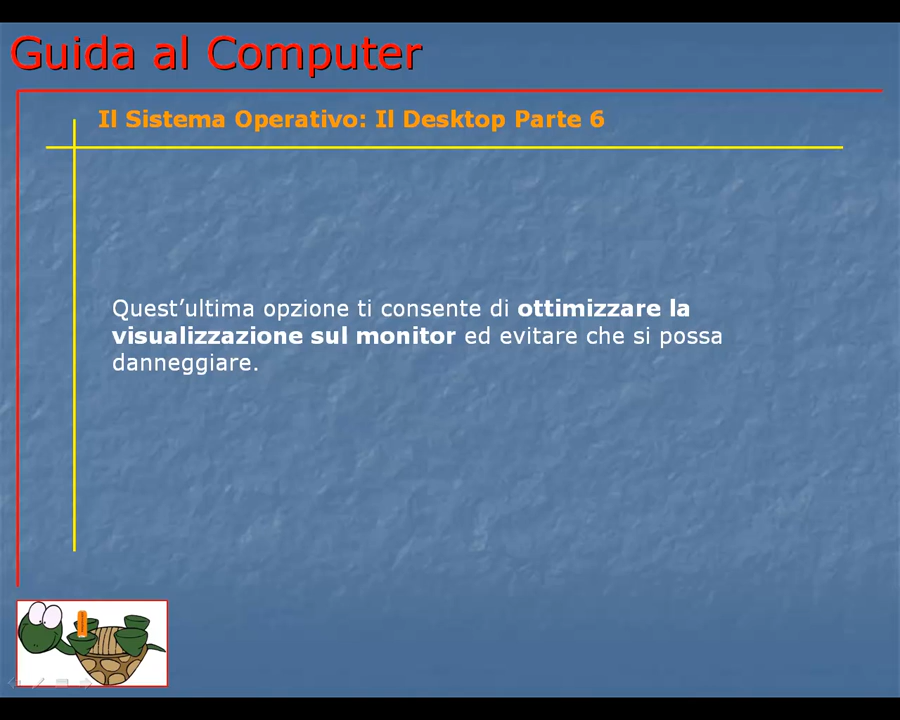 Guida al Computer
Il Sistema Operativo: Il Desktop Parte 6
Quest’ultima opzione ti consente di ottimizzare la
visualizzazione sul monitor ed evitare che si possa
danneggiare.